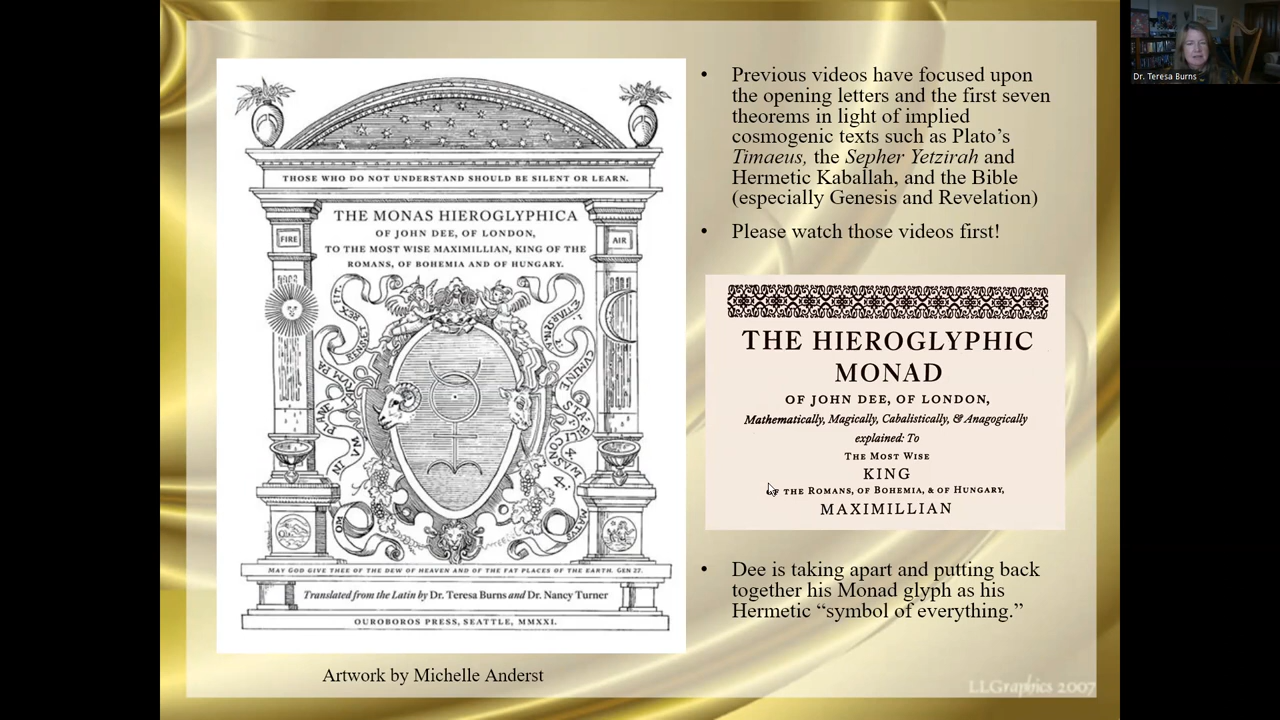 Dr. Teresa Burns
THOSE WHO DO NOT UNDERSTAND SHOULD BE SILENT OR LEARN.
THE MONAS HIEROGLYPHICA
OF JOHN DEE, OF LONDON,
TO THE MOST WISE MAXIMILLIAN, KING OF THE
ROMANS, OF BOHEMIA AND OF HUNGARY.
FIRE
AIR
MAY GOD GIVE THEE OF THE DEW OF HEAVEN AND OF THE FAT PLACES OF THE EARTH. GEN 27.
Translated from the Latin by Dr. Teresa Burns and Dr. Nancy Turner
OUROBOROS PRESS, SEATTLE, MMXXI.
Artwork by Michelle Anderst
• Previous videos have focused upon
the opening letters and the first seven
theorems in light of implied
cosmogenic texts such as Plato's
Timaeus, the Sepher Yetzirah and
Hermetic Kaballah, and the Bible
(especially Genesis and Revelation)
• Please watch those videos first!
THE HIEROGLYPHIC
MONAD
OF JOHN DEE, OF LONDON,
Mathematically, Magically, Cabalistically, & Anagogically
explained: To
THE MOST WISE
KING
OF THE ROMANS, OF BOHEMIA, & OF HUNGARY,
MAXIMILLIAN
• Dee is taking apart and putting back
together his Monad glyph as his
Hermetic “symbol of everything.”
LLGraphics 2007